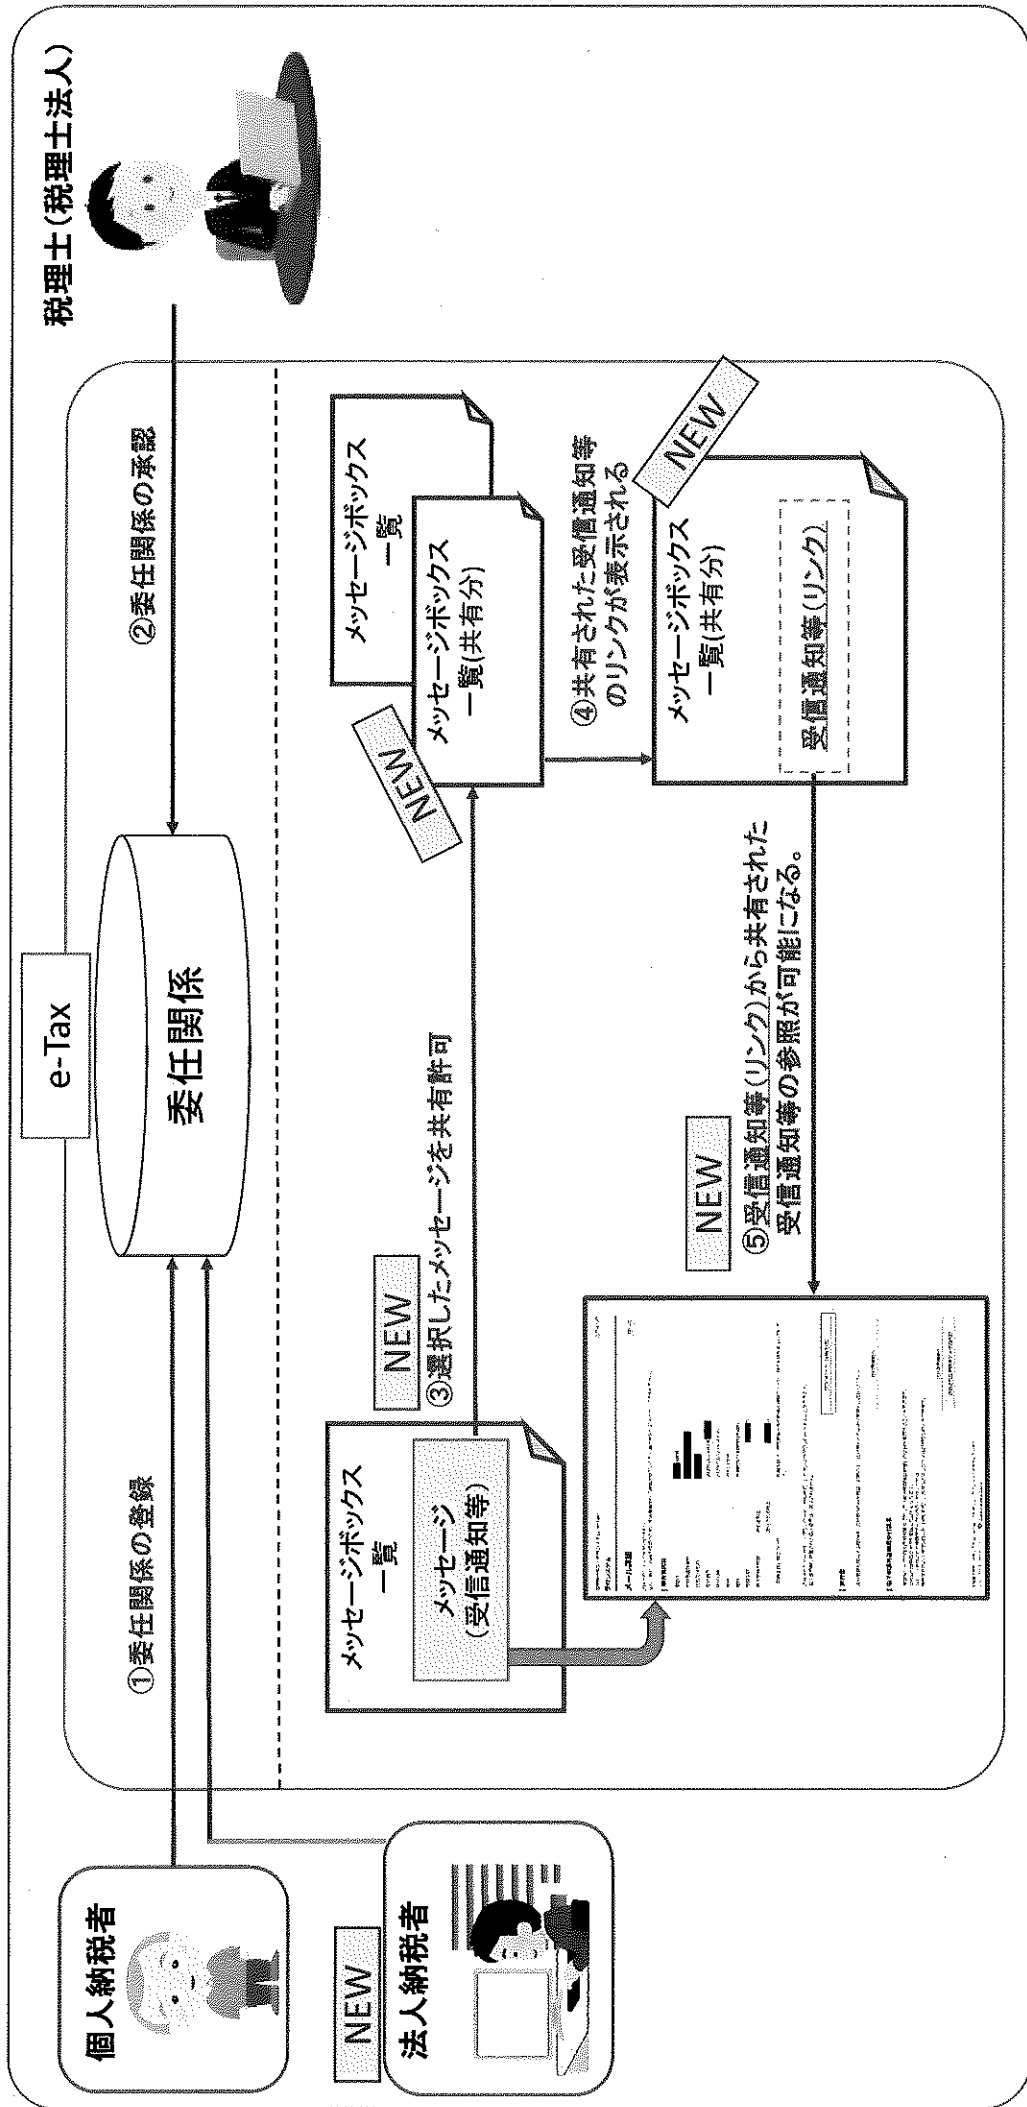 e-Tax
個人納税者
①委任関係の登録
委任関係
②委任関係の承認
税理士(税理士法人)
NEW
法人納税者
メッセージボックス
一覧
メッセージ
(受信通知等)
NEW
③選択したメッセージを共有許可
NEW
メッセージボックス
一覧
メッセージボックス
一覧(共有分)
④共有された受信通知等
のリンクが表示される
NEW
メッセージボックス
一覧(共有分)
受信通知等(リンク)
NEW
⑤受信通知等(リンク)から共有された
受信通知等の参照が可能になる。
メール詳細